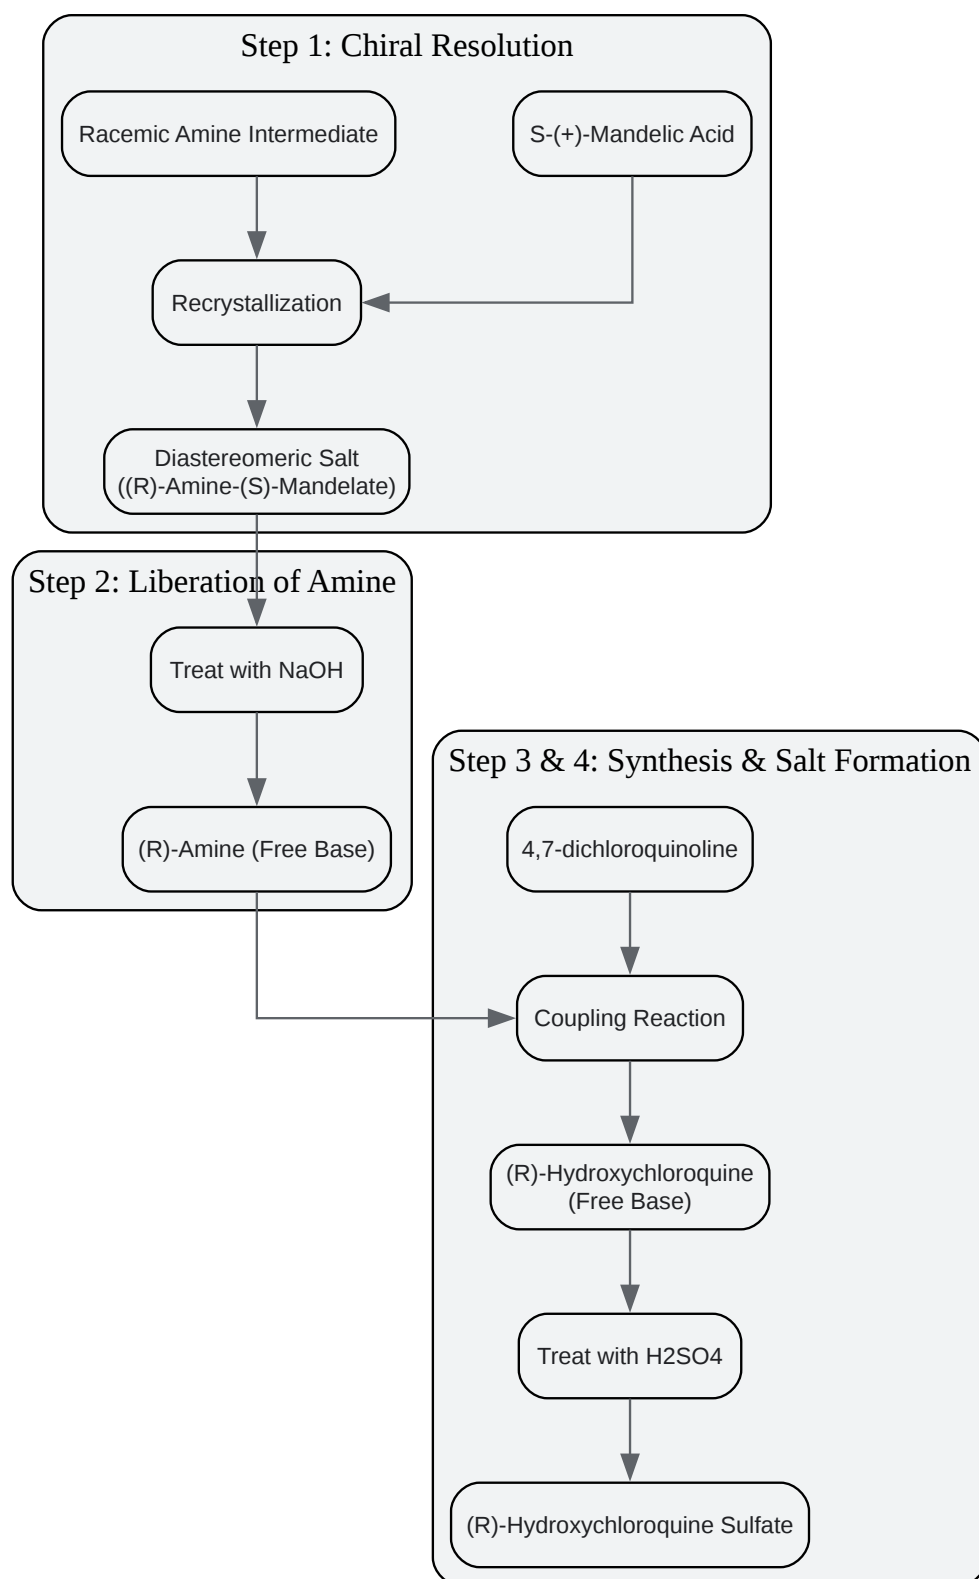 Step 1: Chiral Resolution
Racemic Amine Intermediate
S-(+)-Mandelic Acid
Recrystallization
Diastereomeric Salt
((R)-Amine-(S)-Mandelate)
Step 2: Liberation of Amine
Treat with NaOH
(R)-Amine (Free Base)
Step 3 & 4: Synthesis & Salt Formation
4,7-dichloroquinoline
Coupling Reaction
(R)-Hydroxychloroquine
(Free Base)
Treat with H2SO4
(R)-Hydroxychloroquine Sulfate